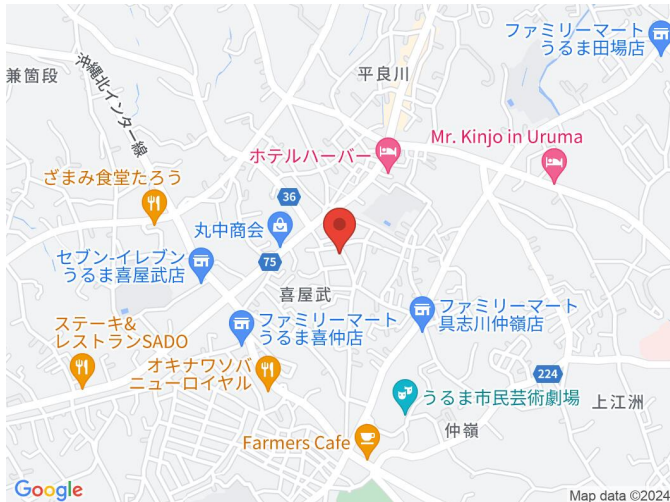 ファミリーマート
うるま田場店
兼箇段
平良川
沖縄北インター線
Mr. Kinjo in Uruma
ホテルハーバー
ざまみ食堂たろう
36
丸中商会
セブン-イレブン
うるま喜屋武店
75
喜屋武
ファミリーマート
具志川仲嶺店
ステーキ&
レストランSADO
ファミリーマート
うるま喜仲店
オキナワソバ
ニューロイヤル
224
うるま市民芸術劇場
上江洲
仲嶺
Farmers Cafe
Google
Map data ©2024